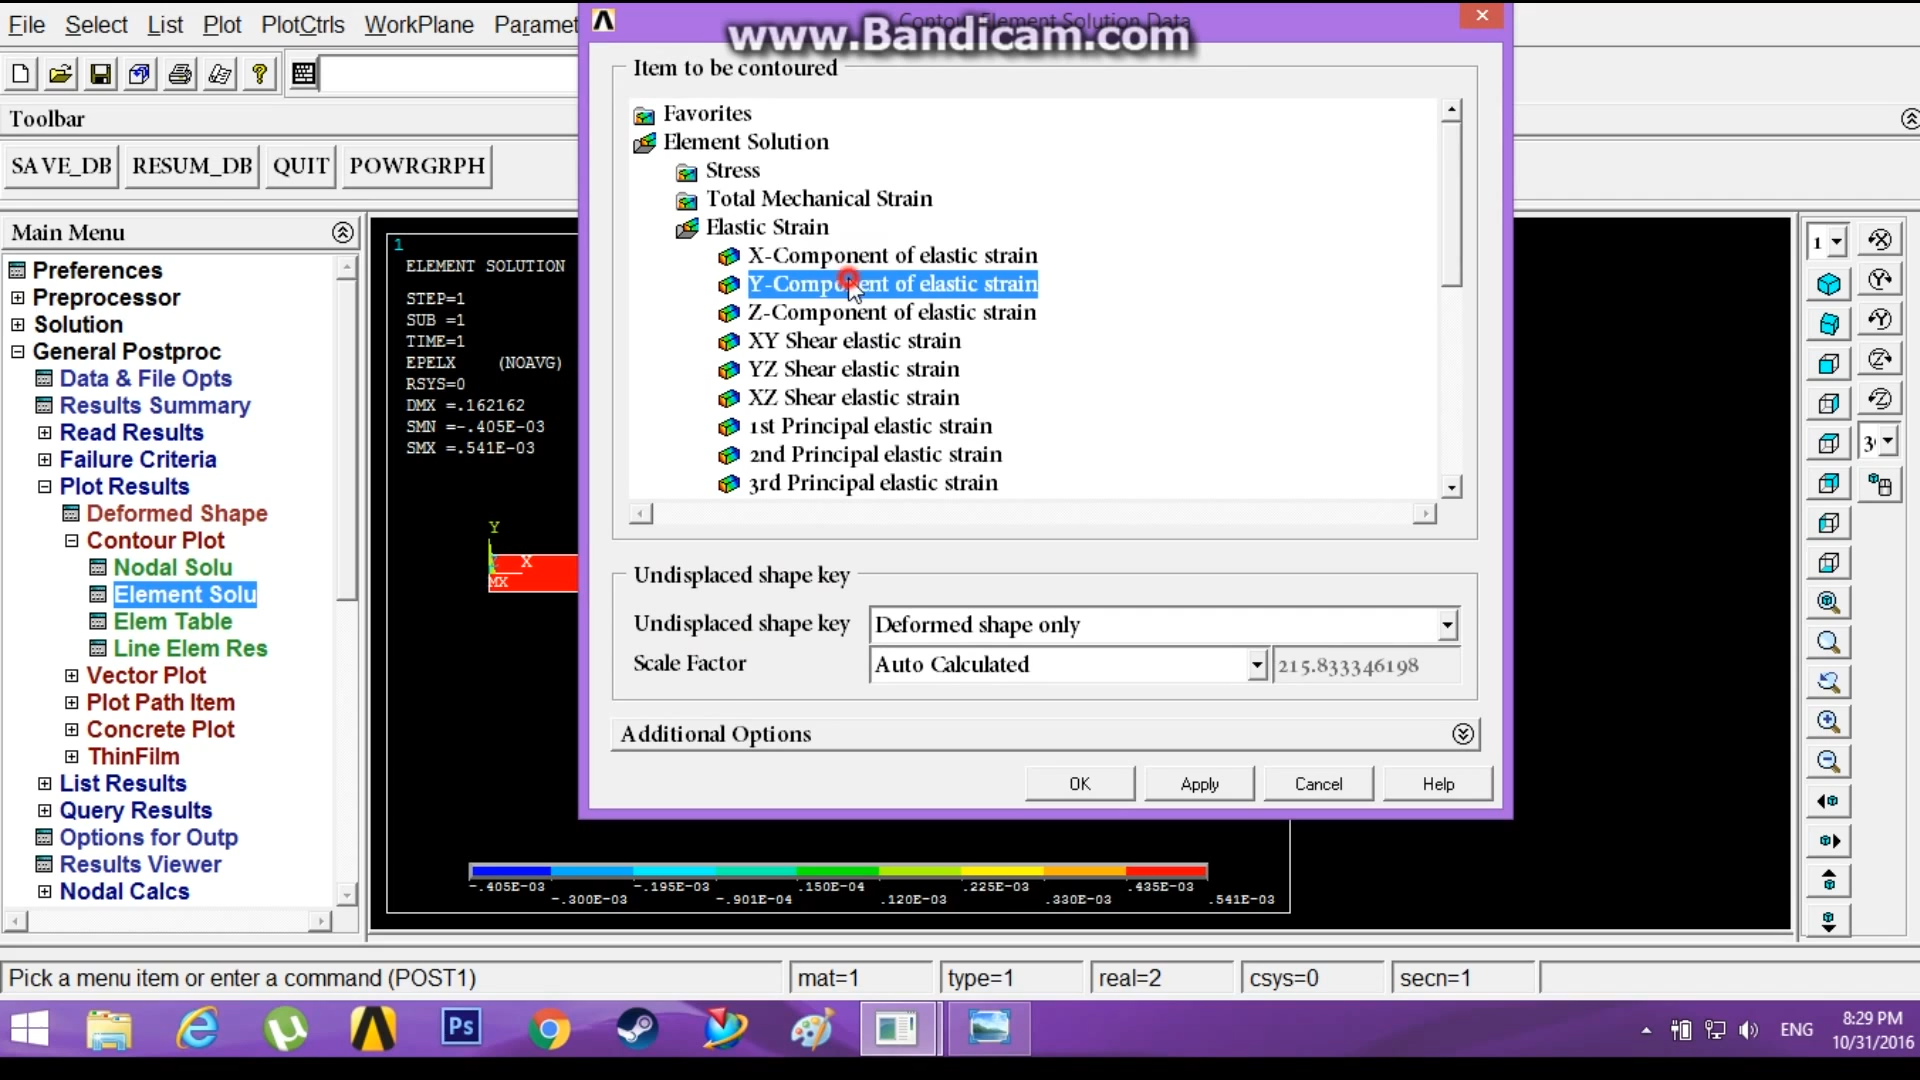 File Select List Plot PlotCtrls WorkPlane Paramet
Contour Element Solution Data
www.Bandicam.com
Toolbar
SAVE_DB RESUM_DB QUIT POWRGRPH
Main Menu
Preferences
Preprocessor
Solution
General Postproc
Data & File Opts
Results Summary
Read Results
Failure Criteria
Plot Results
Deformed Shape
Contour Plot
Nodal Solu
Element Solu
Elem Table
Line Elem Res
Vector Plot
Plot Path Item
Concrete Plot
ThinFilm
List Results
Query Results
Options for Outp
Results Viewer
Nodal Calcs
1
ELEMENT SOLUTION
STEP=1
SUB =1
TIME=1
EPELX (NOAVG)
RSYS=0
DMX =.162162
SMN =-.405E-03
SMX =.541E-03
Y
X
MX
Item to be contoured
Favorites
Element Solution
Stress
Total Mechanical Strain
Elastic Strain
X-Component of elastic strain
Y-Component of elastic strain
Z-Component of elastic strain
XY Shear elastic strain
YZ Shear elastic strain
XZ Shear elastic strain
1st Principal elastic strain
2nd Principal elastic strain
3rd Principal elastic strain
Undisplaced shape key
Undisplaced shape key Deformed shape only
Scale Factor Auto Calculated 215.833346198
Additional Options
OK Apply Cancel Help
-.405E-03 -.195E-03 .150E-04 .225E-03 .435E-03
-.300E-03 -.901E-04 .120E-03 .330E-03 .541E-03
1
3
Pick a menu item or enter a command (POST1) mat=1 type=1 real=2 csys=0 secn=1
Ps
ENG
8:29 PM
10/31/2016